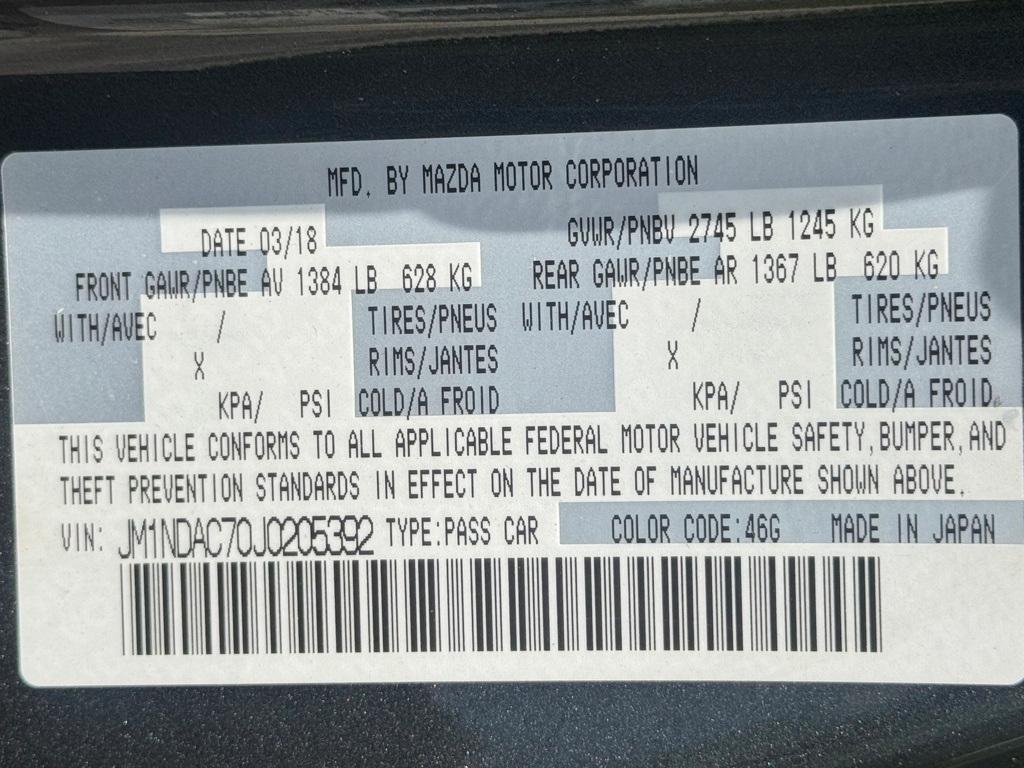 MFD. BY MAZDA MOTOR CORPORATION
DATE 03/18 GVWR/PNBV 2745 LB 1245 KG
FRONT GAWR/PNBE AV 1384 LB 628 KG REAR GAWR/PNBE AR 1367 LB 620 KG
WITH/AVEC / TIRES/PNEUS WITH/AVEC / TIRES/PNEUS
X RIMS/JANTES X RIMS/JANTES
KPA/ PSI COLD/A FROID KPA/ PSI COLD/A FROID
THIS VEHICLE CONFORMS TO ALL APPLICABLE FEDERAL MOTOR VEHICLE SAFETY, BUMPER, AND
THEFT PREVENTION STANDARDS IN EFFECT ON THE DATE OF MANUFACTURE SHOWN ABOVE.
VIN: JM1NDAC70J0205392 TYPE:PASS CAR COLOR CODE:46G MADE IN JAPAN